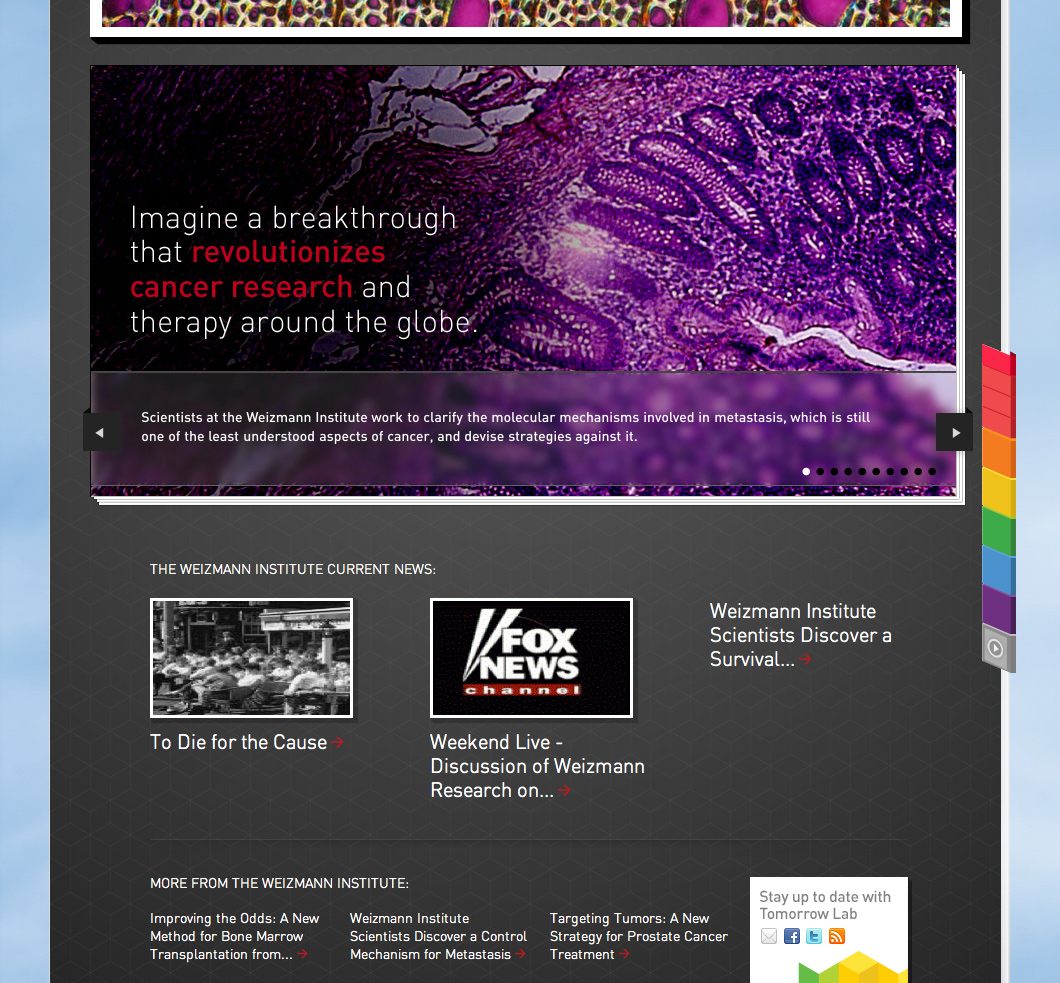 Imagine a breakthrough
that revolutionizes
cancer research and
therapy around the globe.
Scientists at the Weizmann Institute work to clarify the molecular mechanisms involved in metastasis, which is still
one of the least understood aspects of cancer, and devise strategies against it.
THE WEIZMANN INSTITUTE CURRENT NEWS:
FOX
NEWS
channel
To Die for the Cause
Weekend Live -
Discussion of Weizmann
Research on...
Weizmann Institute
Scientists Discover a
Survival...
MORE FROM THE WEIZMANN INSTITUTE:
Improving the Odds: A New
Method for Bone Marrow
Transplantation from...
Weizmann Institute
Scientists Discover a Control
Mechanism for Metastasis
Targeting Tumors: A New
Strategy for Prostate Cancer
Treatment
Stay up to date with
Tomorrow Lab